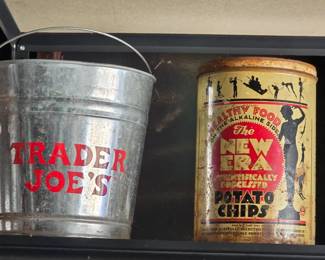 TRADER
JOE'S
HEALTHY FOOD
ON THE ALKALINE SIDE
The
NEW
ERA
SCIENTIFICALLY
PROCESSED
POTATO
CHIPS